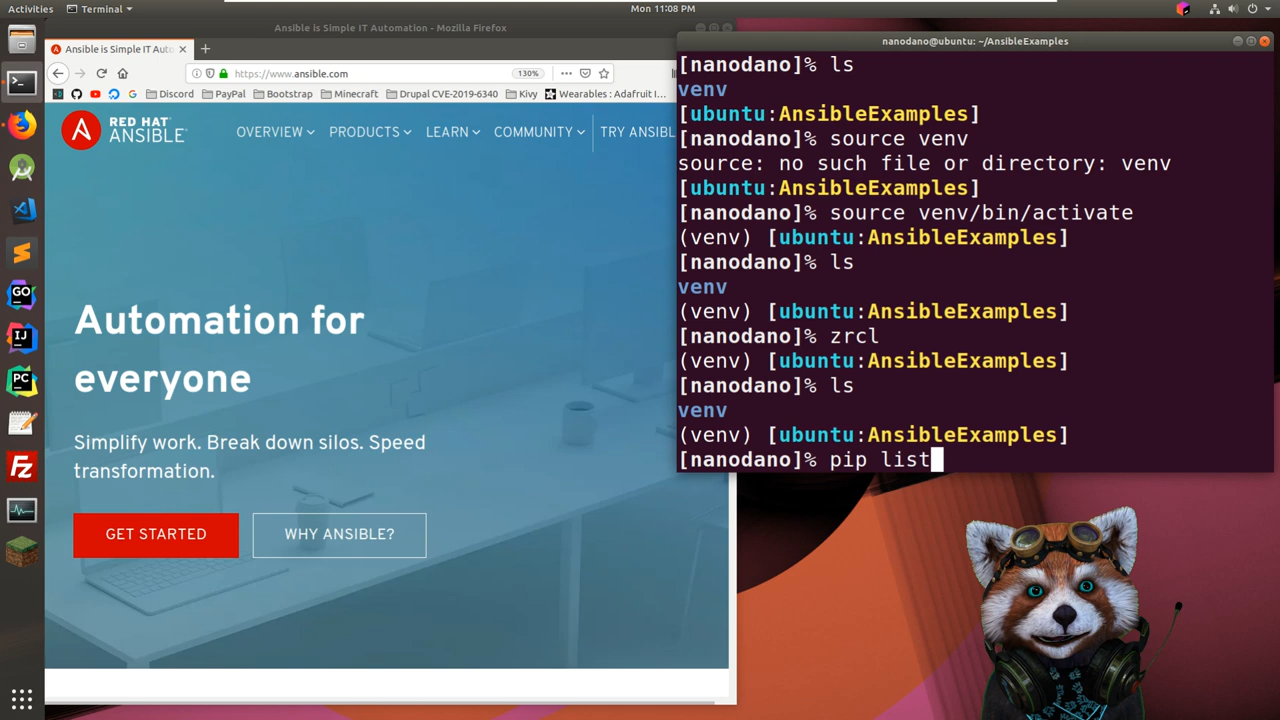 Activities
Terminal
Mon 11:08 PM
Ansible is Simple IT Automation - Mozilla Firefox
Ansible is Simple IT Auto
https://www.ansible.com
130%
Discord
PayPal
Bootstrap
Minecraft
Drupal CVE-2019-6340
Kivy
Wearables : Adafruit I…
RED HAT
ANSIBLE
OVERVIEW
PRODUCTS
LEARN
COMMUNITY
TRY ANSIBL
Automation for
everyone
Simplify work. Break down silos. Speed
transformation.
GET STARTED
WHY ANSIBLE?
GO
IJ
PC
FZ
nanodano@ubuntu: ~/AnsibleExamples
[nanodano]% ls
venv
[ubuntu:AnsibleExamples]
[nanodano]% source venv
source: no such file or directory: venv
[ubuntu:AnsibleExamples]
[nanodano]% source venv/bin/activate
(venv) [ubuntu:AnsibleExamples]
[nanodano]% ls
venv
(venv) [ubuntu:AnsibleExamples]
[nanodano]% zrcl
(venv) [ubuntu:AnsibleExamples]
[nanodano]% ls
venv
(venv) [ubuntu:AnsibleExamples]
[nanodano]% pip list